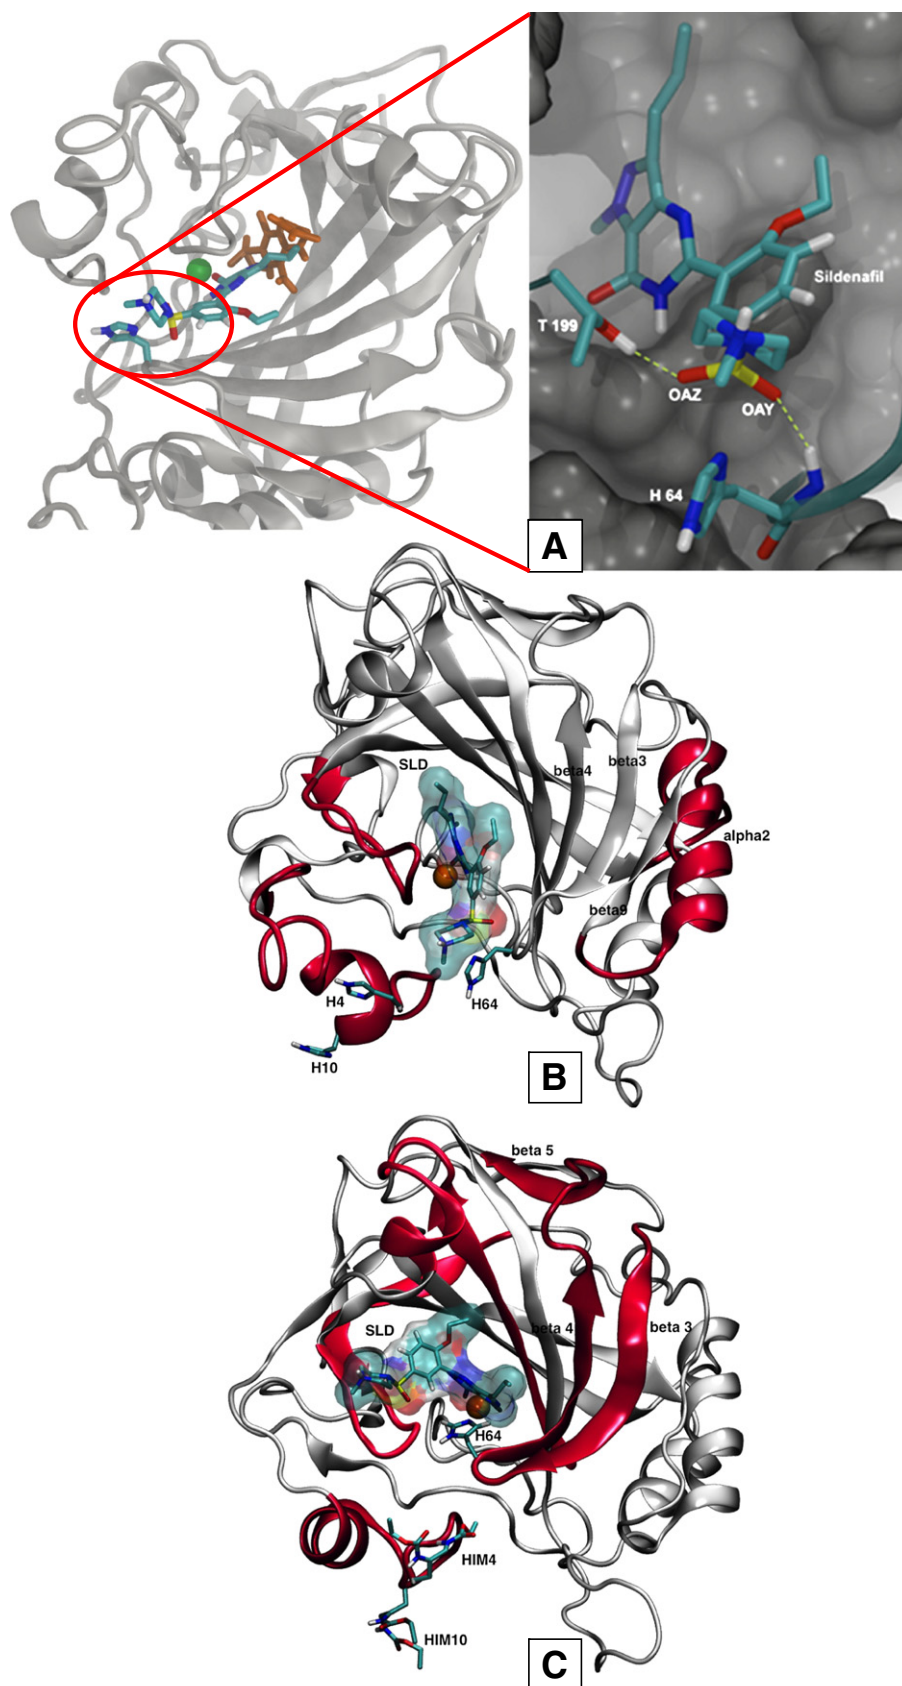 Sildenafil
T 199
OAZ
OAY
H 64
A
SLD
beta4
beta3
alpha2
beta9
H4
H64
H10
B
beta 5
SLD
beta 4
beta 3
H64
HIM4
HIM10
C